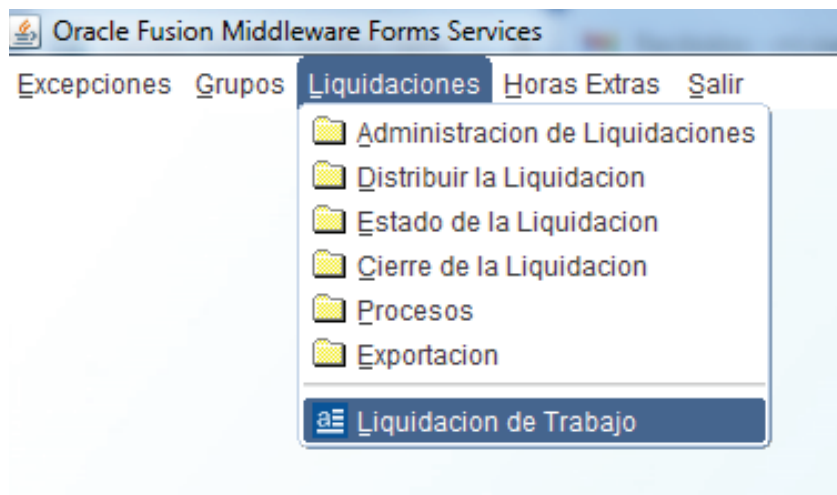 Oracle Fusion Middleware Forms Services
Excepciones Grupos Liquidaciones Horas Extras Salir
Administracion de Liquidaciones
Distribuir la Liquidacion
Estado de la Liquidacion
Cierre de la Liquidacion
Procesos
Exportacion
Liquidacion de Trabajo